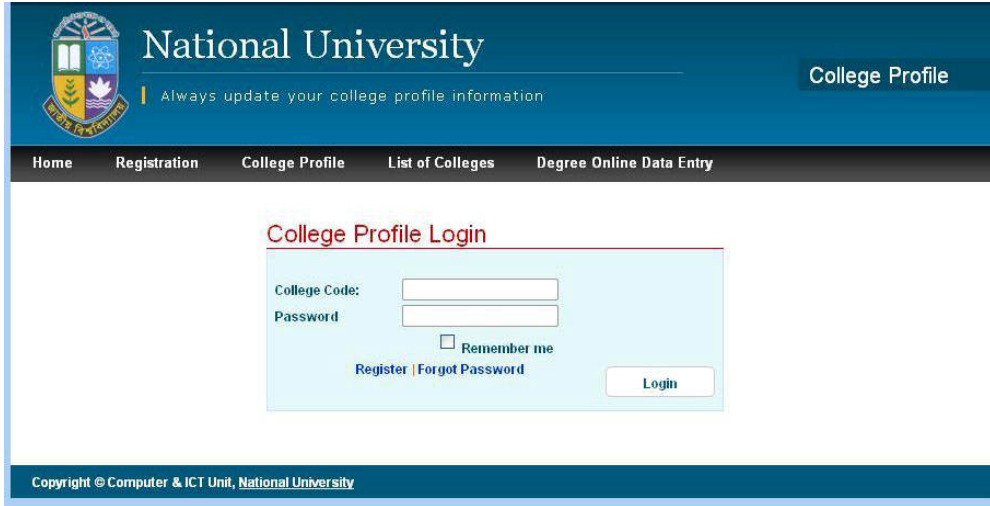 National University
Always update your college profile information
College Profile
জাতীয় বিশ্ববিদ্যালয়
Home Registration College Profile List of Colleges Degree Online Data Entry
College Profile Login
College Code:
Password
Remember me
Register | Forgot Password
Login
Copyright © Computer & ICT Unit, National University